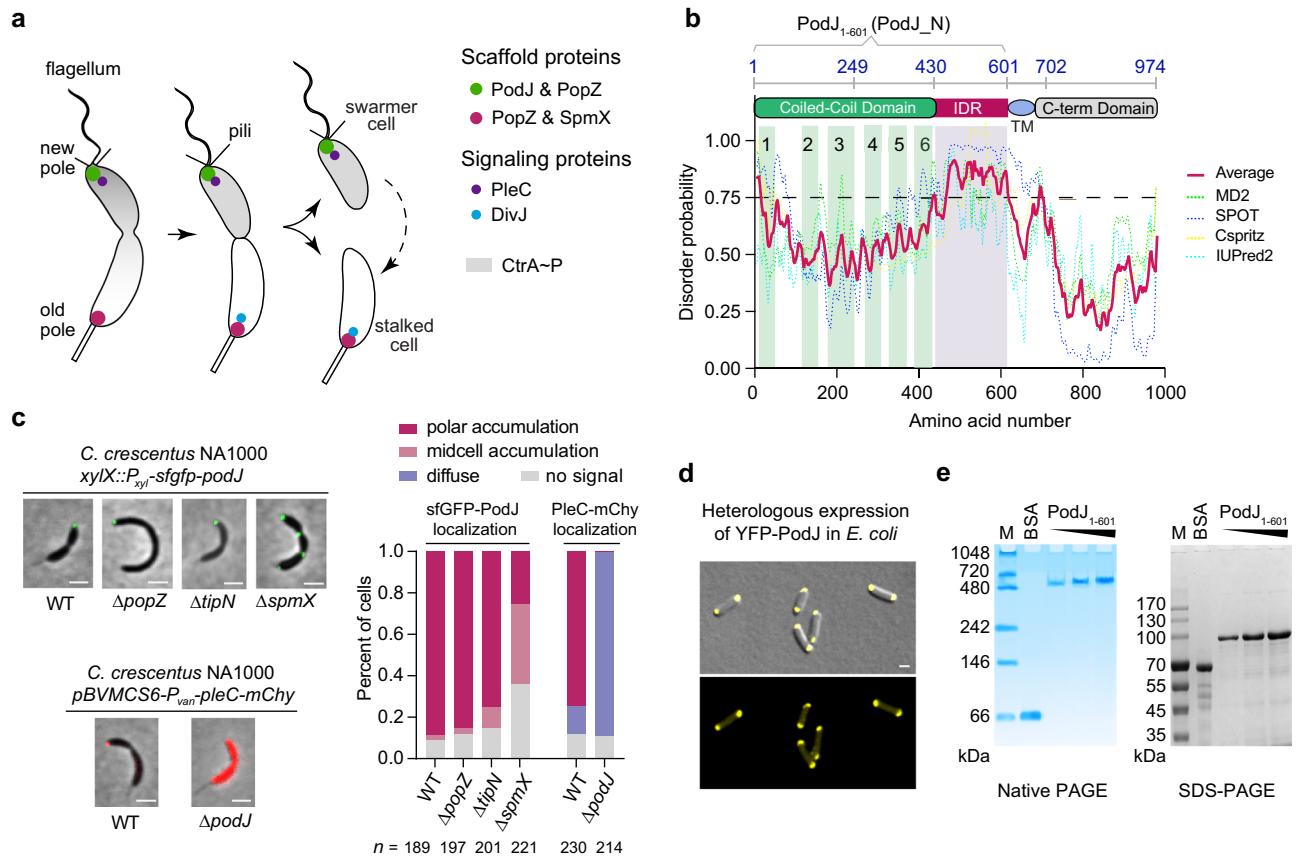 a
flagellum
pili
new pole
old pole
swarmer cell
stalked cell
Scaffold proteins
PodJ & PopZ
PopZ & SpmX
Signaling proteins
PleC
DivJ
CtrA~P
b
PodJ1-601 (PodJ_N)
1 249 430 601 702 974
Coiled-Coil Domain IDR C-term Domain
TM
1 2 3 4 5 6
Disorder probability
1.00
0.75
0.50
0.25
0.00
0 200 400 600 800 1000
Amino acid number
Average
MD2
SPOT
Cspritz
IUPred2
c
C. crescentus NA1000
xylX::Pxyl-sfgfp-podJ
WT ΔpopZ ΔtipN ΔspmX
C. crescentus NA1000
pBVMCS6-Pvan-pleC-mChy
WT ΔpodJ
polar accumulation
midcell accumulation
diffuse no signal
sfGFP-PodJ localization
PleC-mChy localization
Percent of cells
1.0
0.8
0.6
0.4
0.2
0.0
WT ΔpopZ ΔtipN ΔspmX WT ΔpodJ
n = 189 197 201 221 230 214
d
Heterologous expression
of YFP-PodJ in E. coli
e
M BSA PodJ1-601
1048
720
480
242
146
66
kDa
Native PAGE
M BSA PodJ1-601
170
130
100
70
55
45
35
kDa
SDS-PAGE